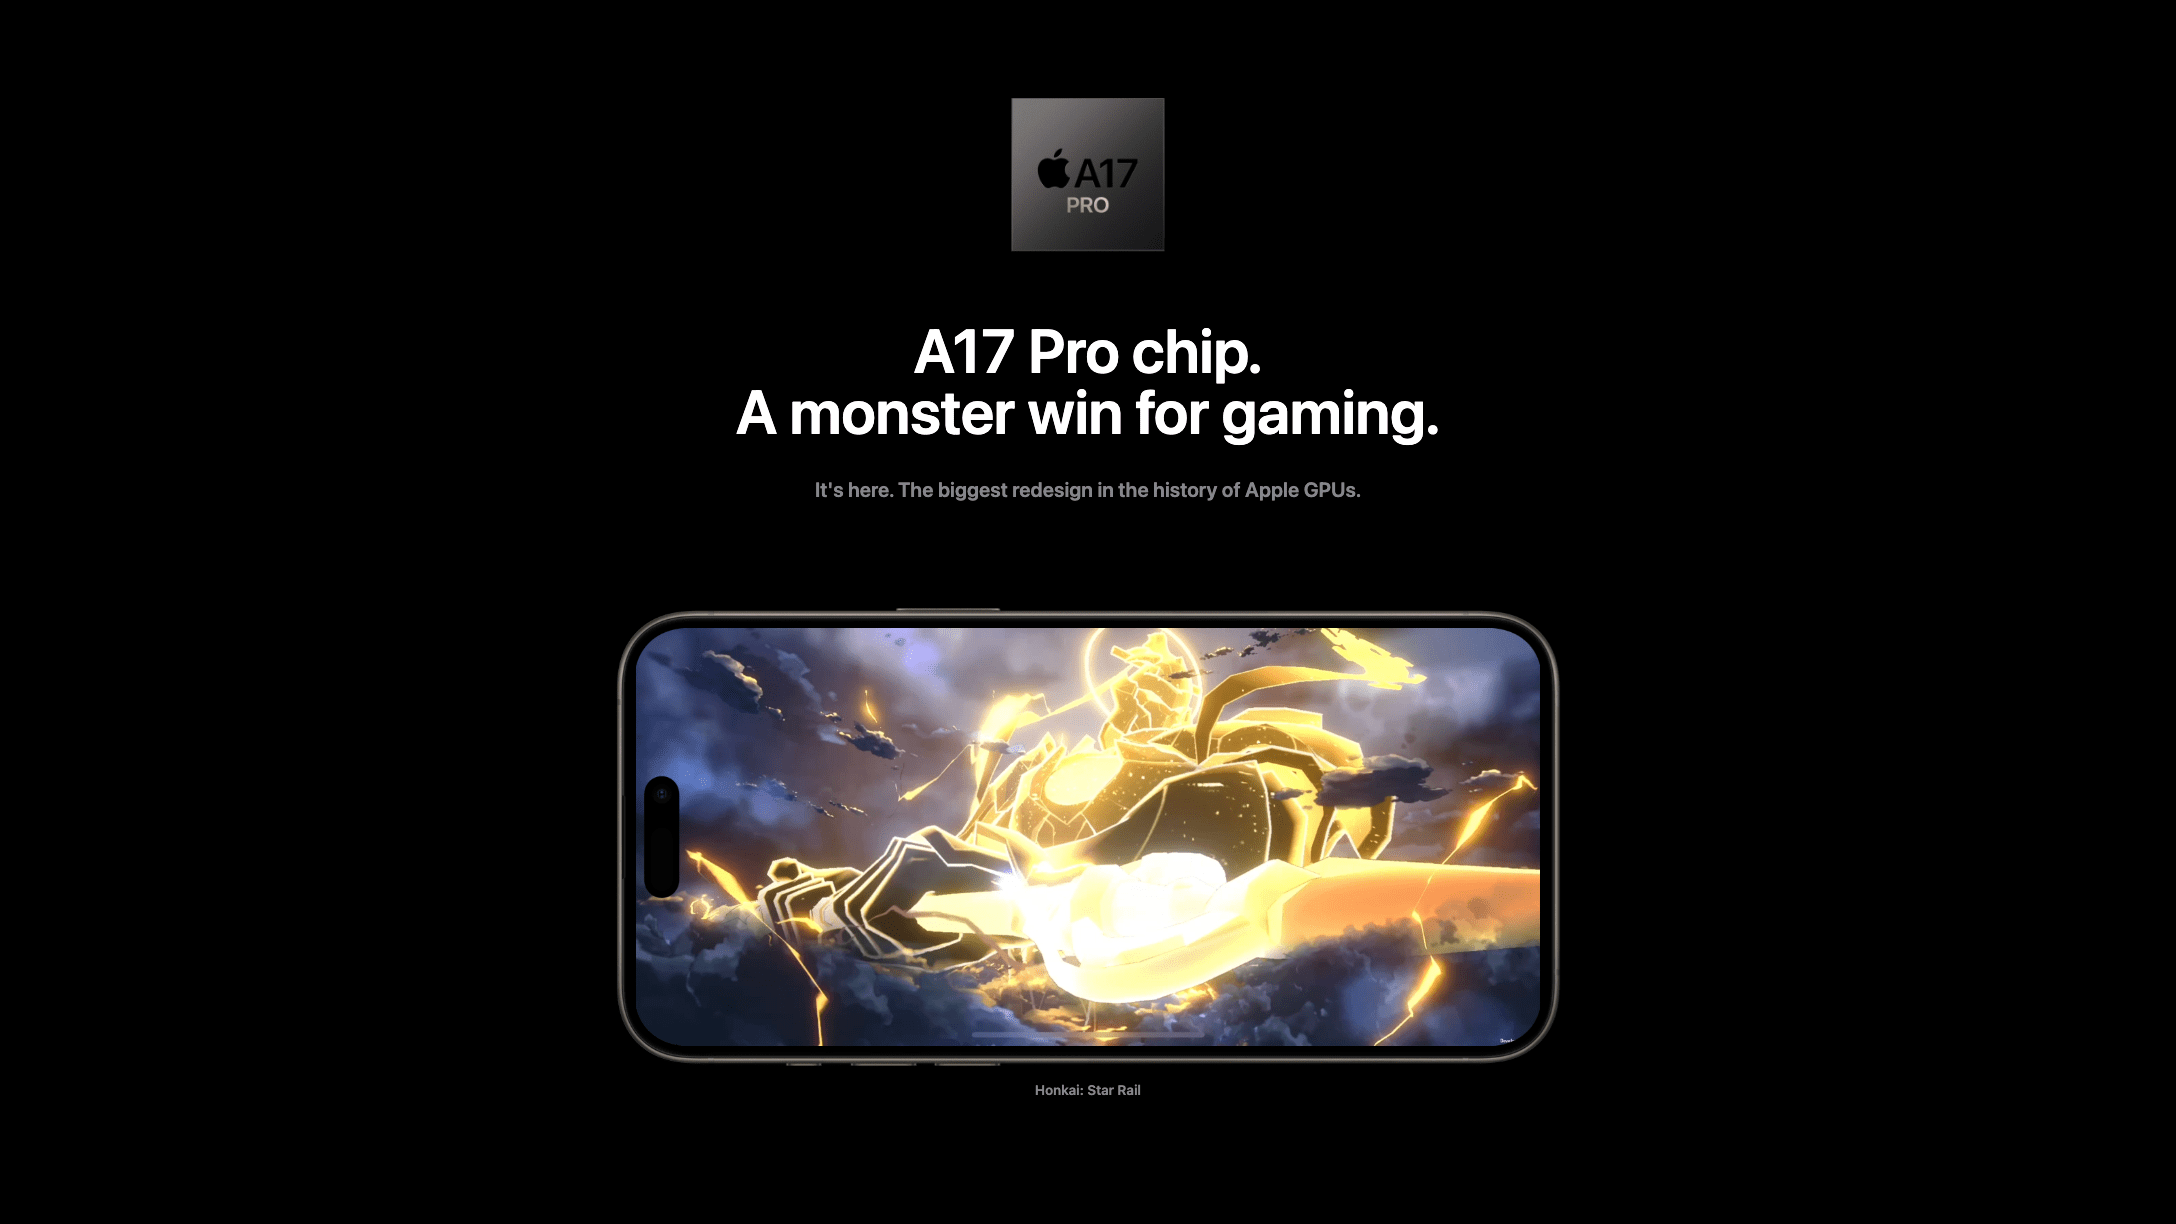 A17
PRO
A17 Pro chip.
A monster win for gaming.
It's here. The biggest redesign in the history of Apple GPUs.
Honkai: Star Rail